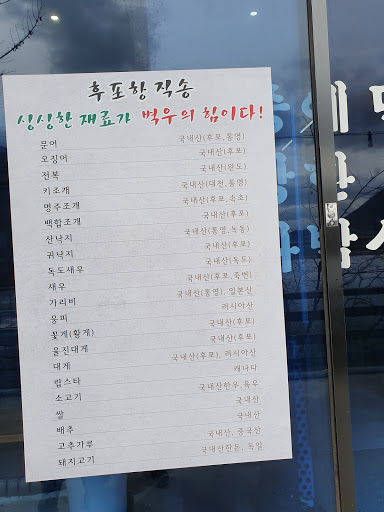 후포항 직송
싱싱한 재료가 벽우의 힘이다!
문어 국내산(후포,통영)
오징어 국내산(후포)
전복 국내산(완도)
키조개 국내산(대천,통영)
명주조개 국내산(후포,속초)
백합조개 국내산(후포)
산낙지 국내산(통영,녹동)
귀낙지 국내산(후포)
독도새우 국내산(독도)
새우 국내산(후포,죽변)
가리비 국내산(통영), 일본산
웅피 러시아산
꽃게(황게) 국내산(후포)
울진대게 국내산(후포)
대게 국내산(후포), 러시아산
랍스타 캐나다
소고기 국내산한우,육우
쌀 국내산
배추 국내산
고추가루 국내산, 중국산
돼지고기 국내산한돈, 독일